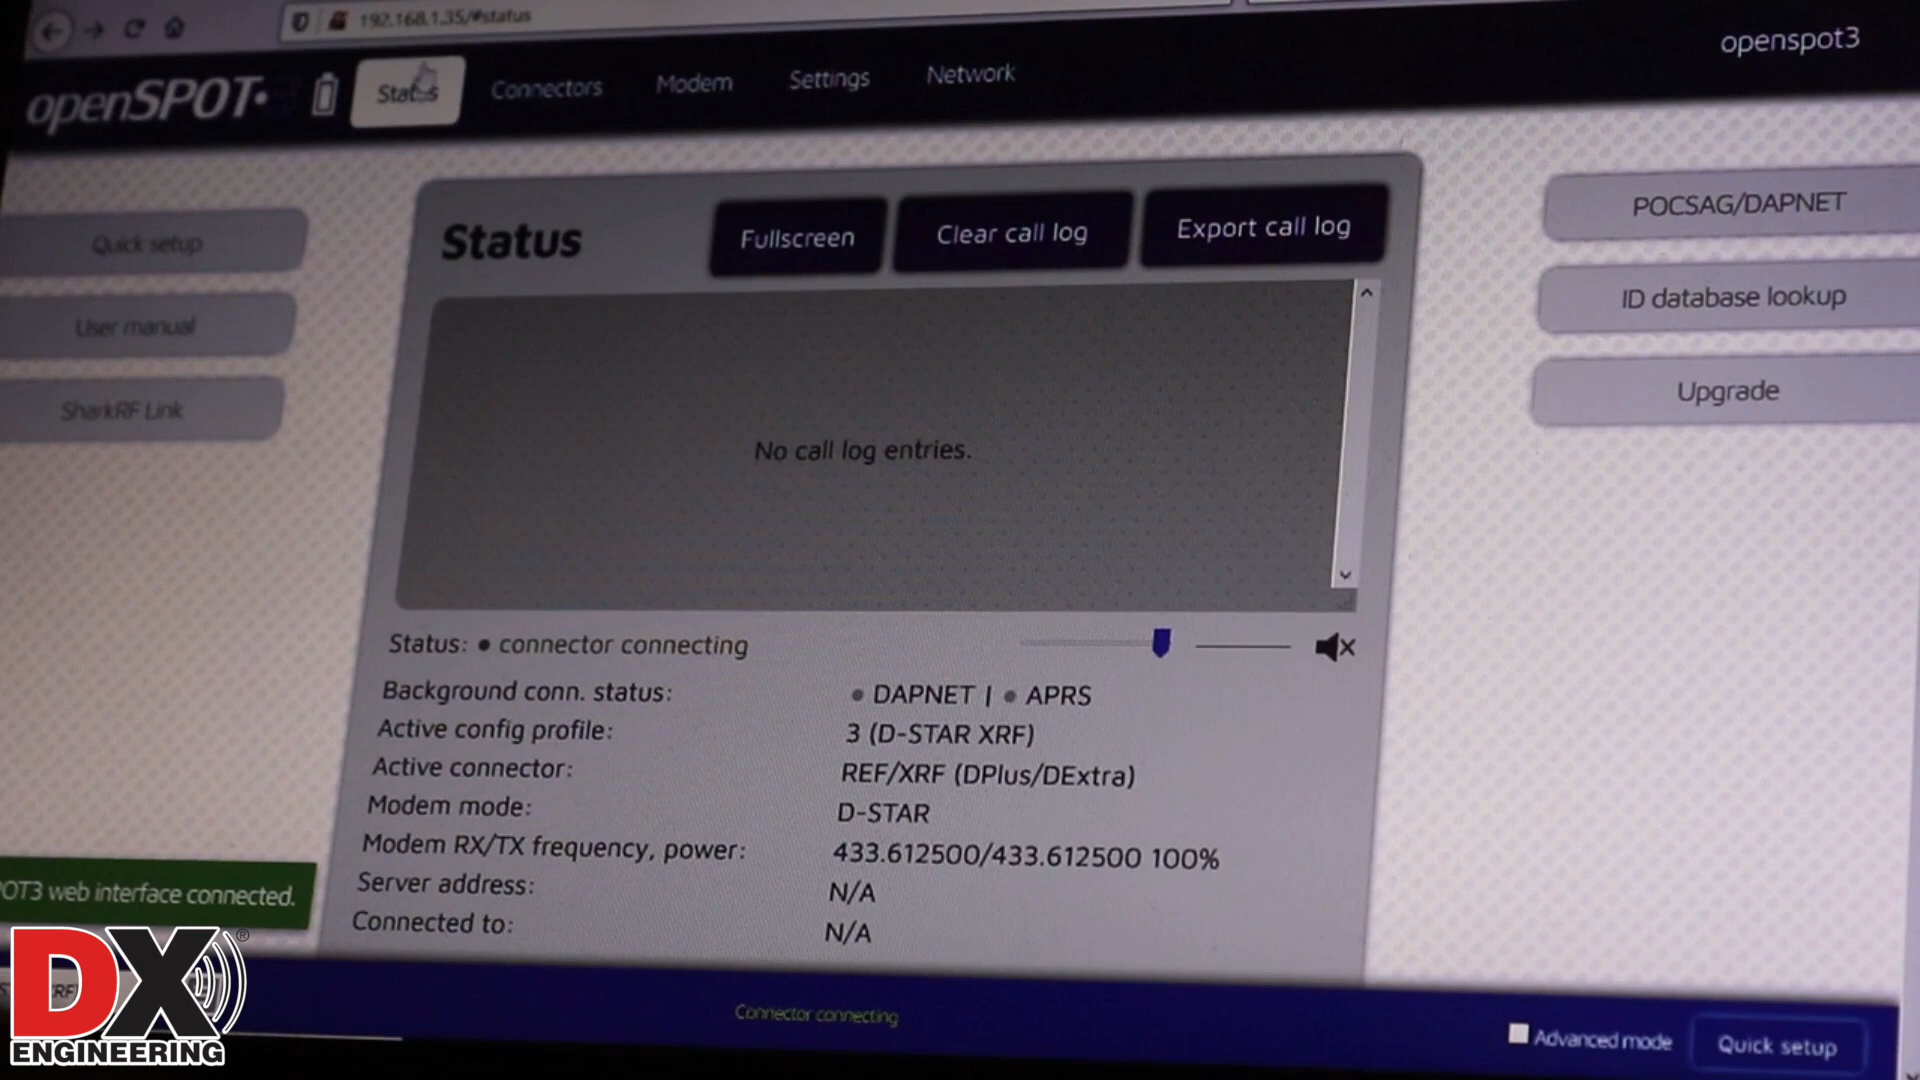 192.168.1.35/#status
openSPOT
Status
Connectors
Modem
Settings
Network
openspot3
Quick setup
User manual
SharkRF Link
Status
Fullscreen
Clear call log
Export call log
POCSAG/DAPNET
ID database lookup
Upgrade
No call log entries.
Status: • connector connecting
Background conn. status: • DAPNET | • APRS
Active config profile: 3 (D-STAR XRF)
Active connector: REF/XRF (DPlus/DExtra)
Modem mode: D-STAR
Modem RX/TX frequency, power: 433.612500/433.612500 100%
Server address: N/A
Connected to: N/A
OT3 web interface connected.
Connector connecting
Advanced mode
Quick setup
DX®
ENGINEERING